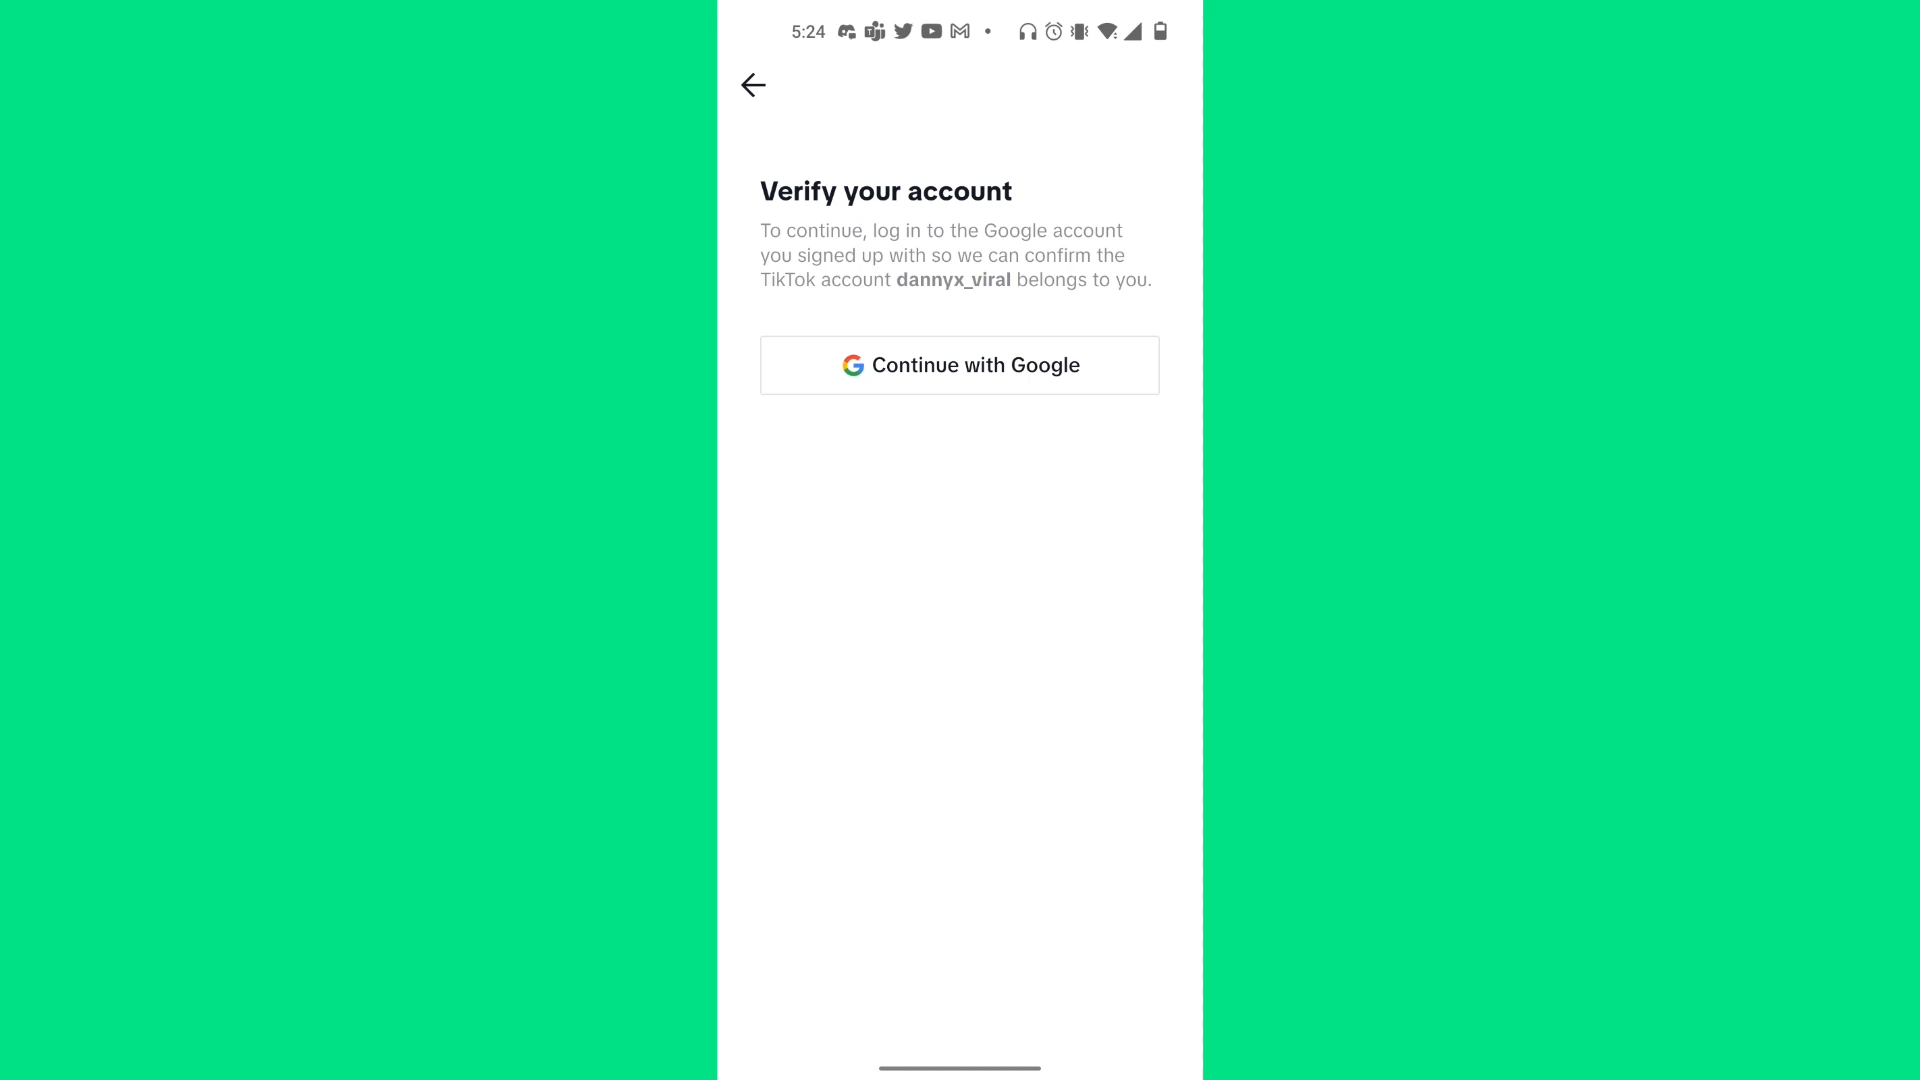 5:24
Verify your account
To continue, log in to the Google account
you signed up with so we can confirm the
TikTok account dannyx_viral belongs to you.
Continue with Google